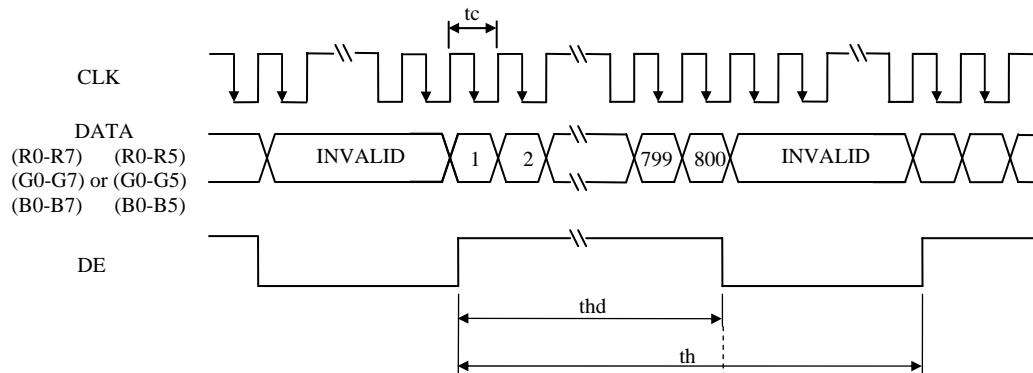 tc
CLK
DATA
(R0-R7) (R0-R5)
(G0-G7) or (G0-G5)
(B0-B7) (B0-B5)
INVALID 1 2 799 800 INVALID
DE
thd
th